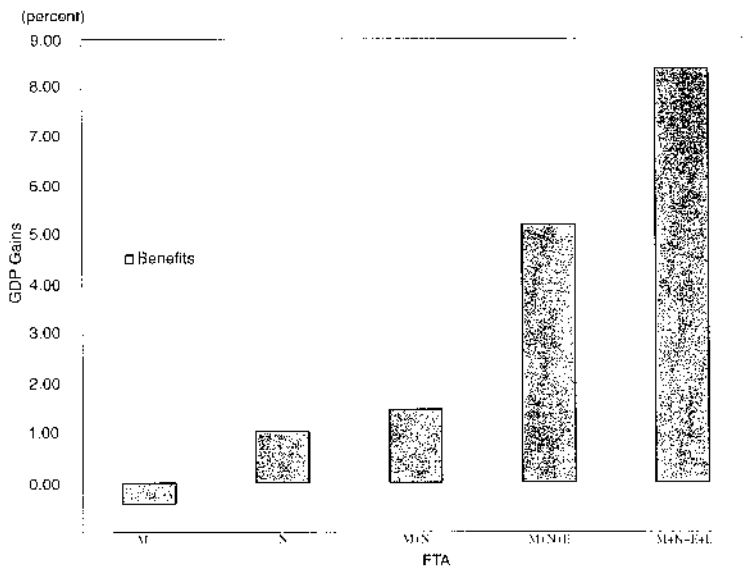 (percent)
9.00
8.00
7.00
6.00
5.00
4.00
3.00
2.00
1.00
0.00
GDP Gains
Benefits
M
N
M+N
M+N+E
FTA